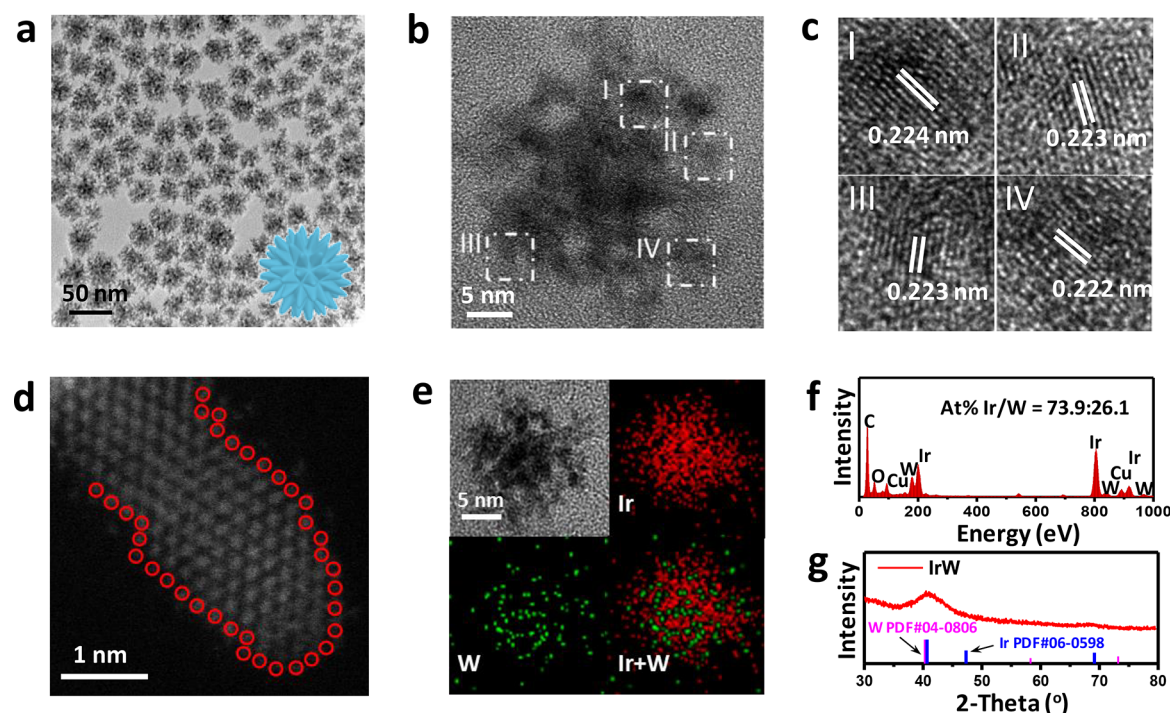 a
50 nm
b
I
II
III
IV
5 nm
c
I
0.224 nm
II
0.223 nm
III
0.223 nm
IV
0.222 nm
d
1 nm
e
5 nm
Ir
W
Ir+W
f
Intensity
At% Ir/W = 73.9:26.1
C
O
Cu
W
Ir
Ir
W
Cu
Ir
W
0 200 400 600 800 1000
Energy (eV)
g
Intensity
IrW
W PDF#04-0806
Ir PDF#06-0598
30 40 50 60 70 80
2-Theta (°)